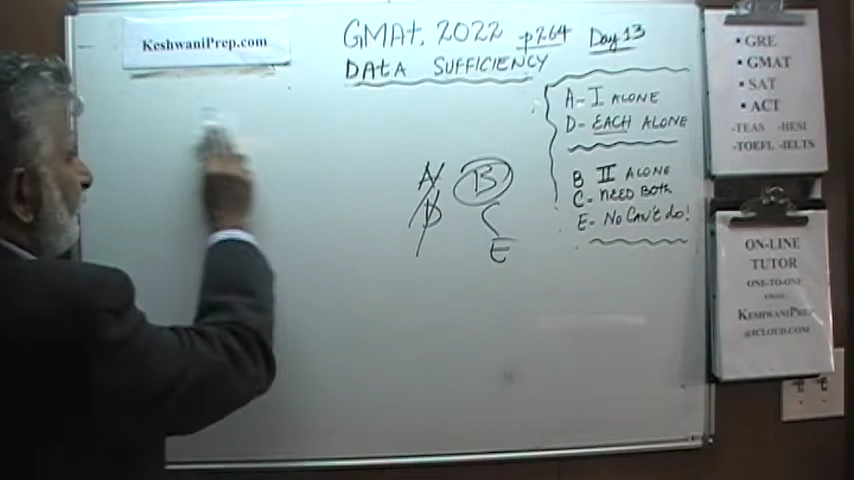 KeshwaniPrep.com
GMAt. 2022 p264 Day 13
DATA SUFFICIENCY
A- I ALONE
D- EACH ALONE
B II ALONE
C- NEED Both
E- No CAN't do!
A B
D C
E
• GRE
• GMAT
• SAT
• ACT
-TEAS -HESI
-TOEFL -IELTS
ON-LINE
TUTOR
ONE-TO-ONE
KESHWANIPREP
@ICLOUD.COM